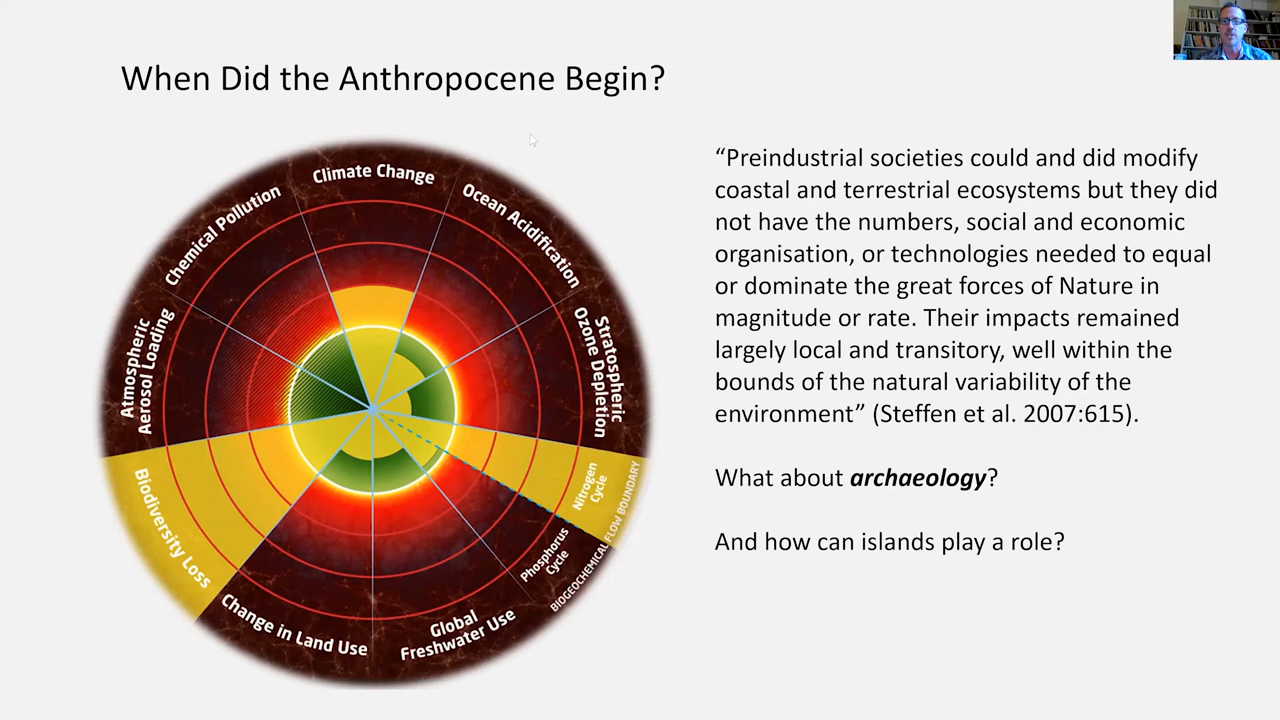 When Did the Anthropocene Begin?
Climate Change
Ocean Acidification
Stratospheric
Ozone Depletion
Nitrogen
Cycle
Phosphorus
Cycle
BIOGEOCHEMICAL FLOW BOUNDARY
Global
Freshwater Use
Change in Land Use
Biodiversity Loss
Atmospheric
Aerosol Loading
Chemical Pollution
“Preindustrial societies could and did modify
coastal and terrestrial ecosystems but they did
not have the numbers, social and economic
organisation, or technologies needed to equal
or dominate the great forces of Nature in
magnitude or rate. Their impacts remained
largely local and transitory, well within the
bounds of the natural variability of the
environment” (Steffen et al. 2007:615).
What about archaeology?
And how can islands play a role?